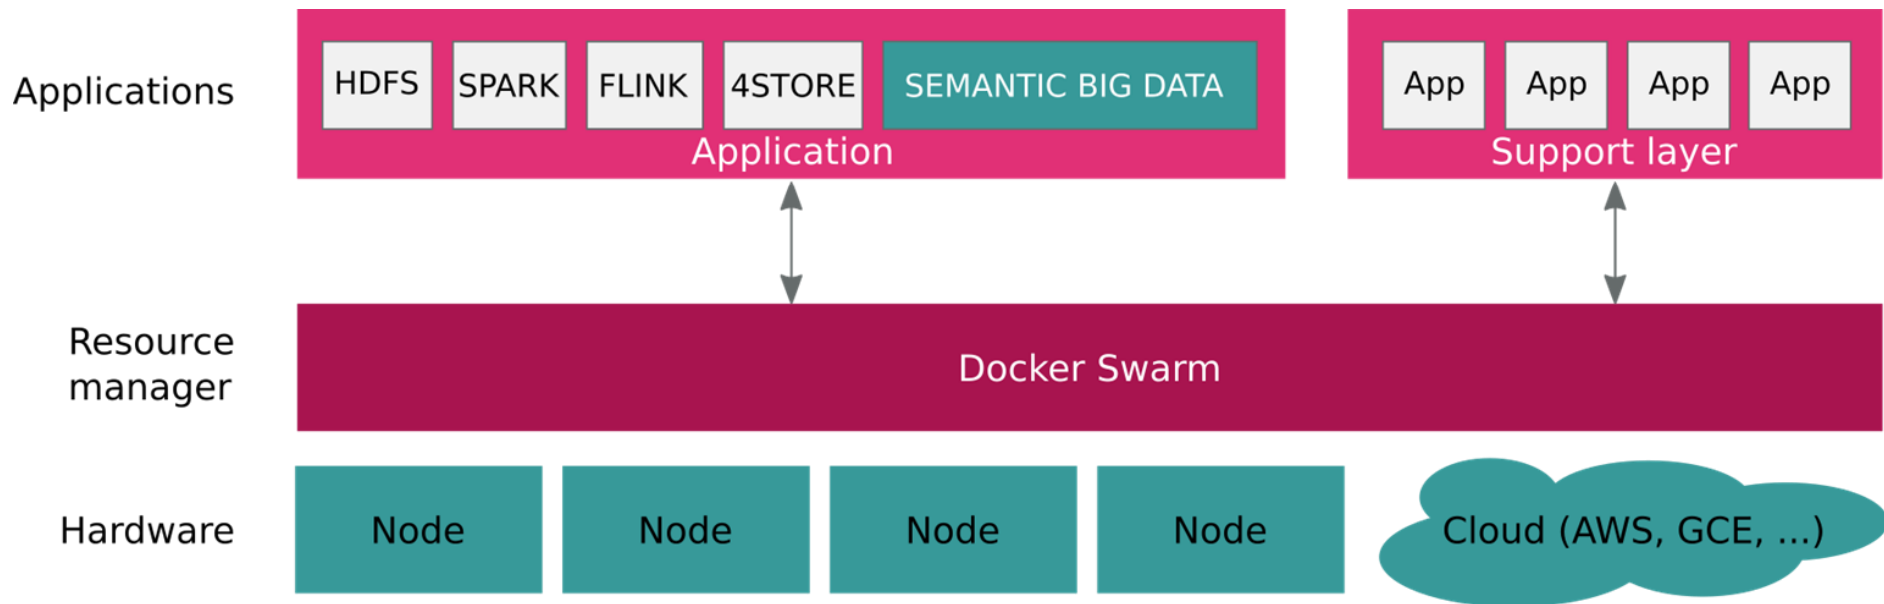 Applications
HDFS
SPARK
FLINK
4STORE
SEMANTIC BIG DATA
Application
App
App
App
App
Support layer
Resource
manager
Docker Swarm
Hardware
Node
Node
Node
Node
Cloud (AWS, GCE, ...)